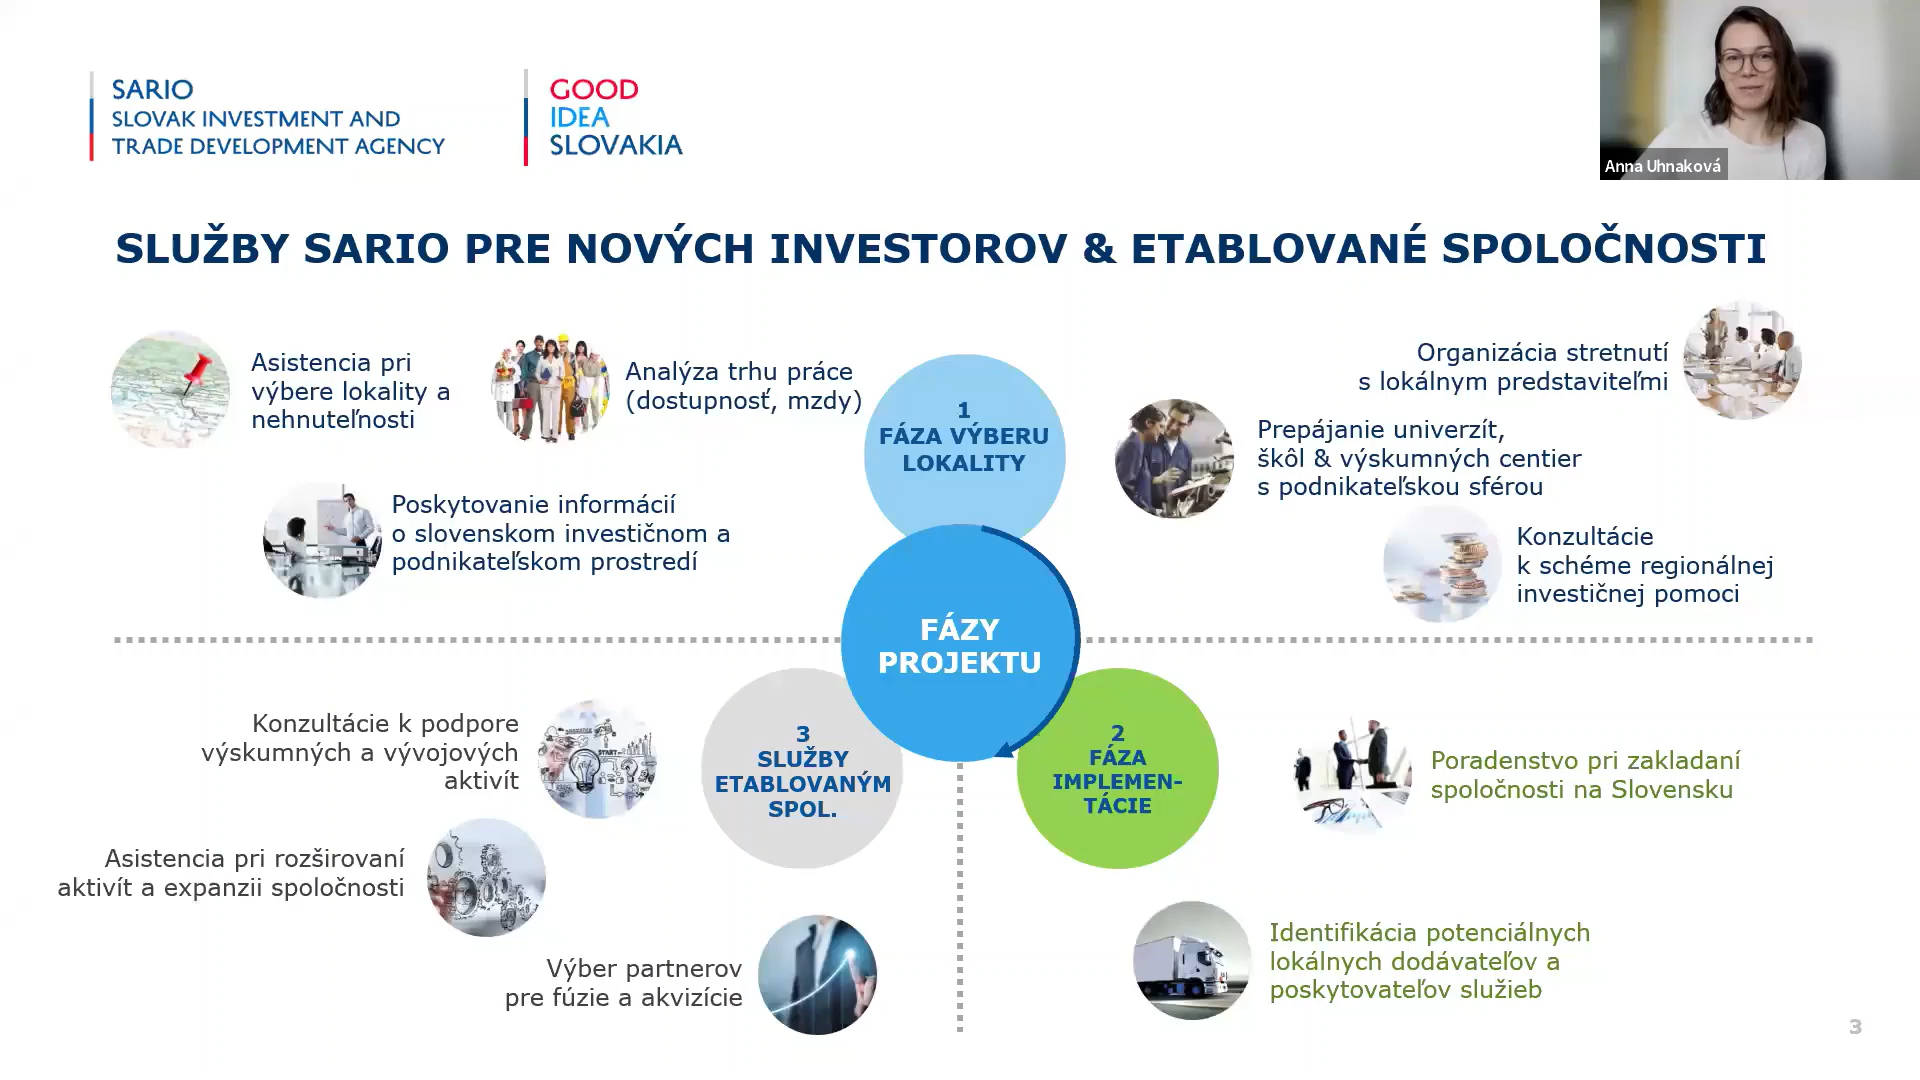 SARIO
SLOVAK INVESTMENT AND
TRADE DEVELOPMENT AGENCY
GOOD
IDEA
SLOVAKIA
Anna Uhnaková
SLUŽBY SARIO PRE NOVÝCH INVESTOROV & ETABLOVANÉ SPOLOČNOSTI
Asistencia pri
výbere lokality a
nehnuteľnosti
Analýza trhu práce
(dostupnosť, mzdy)
Poskytovanie informácií
o slovenskom investičnom a
podnikateľskom prostredí
1
FÁZA VÝBERU
LOKALITY
Organizácia stretnutí
s lokálnym predstaviteľmi
Prepájanie univerzít,
škôl & výskumných centier
s podnikateľskou sférou
Konzultácie
k schéme regionálnej
investičnej pomoci
FÁZY
PROJEKTU
Konzultácie k podpore
výskumných a vývojových
aktivít
START
Asistencia pri rozširovaní
aktivít a expanzii spoločnosti
Výber partnerov
pre fúzie a akvizície
3
SLUŽBY
ETABLOVANÝM
SPOL.
2
FÁZA
IMPLEMEN-
TÁCIE
Poradenstvo pri zakladaní
spoločnosti na Slovensku
Identifikácia potenciálnych
lokálnych dodávateľov a
poskytovateľov služieb
3